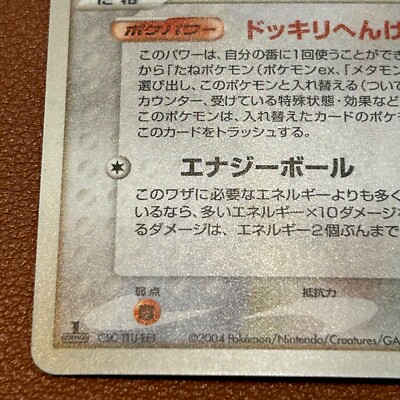 ポケパワー ドッキリへんげ
このパワーは、自分の番に1回使うことができ
から「たねポケモン(ポケモンex、「メタモン
選び出し、このポケモンと入れ替える(ついて
カウンター、受けている特殊状態・効果など
このポケモンは、入れ替えたカードのポケモ
このカードをトラッシュする。
エナジーボール
このワザに必要なエネルギーよりも多く
いるなら、多いエネルギー×10ダメージ
るダメージは、エネルギー2個ぶんまで
弱点 抵抗力
1 EDITION ©2004 Pokémon/Nintendo/Creatures/GA